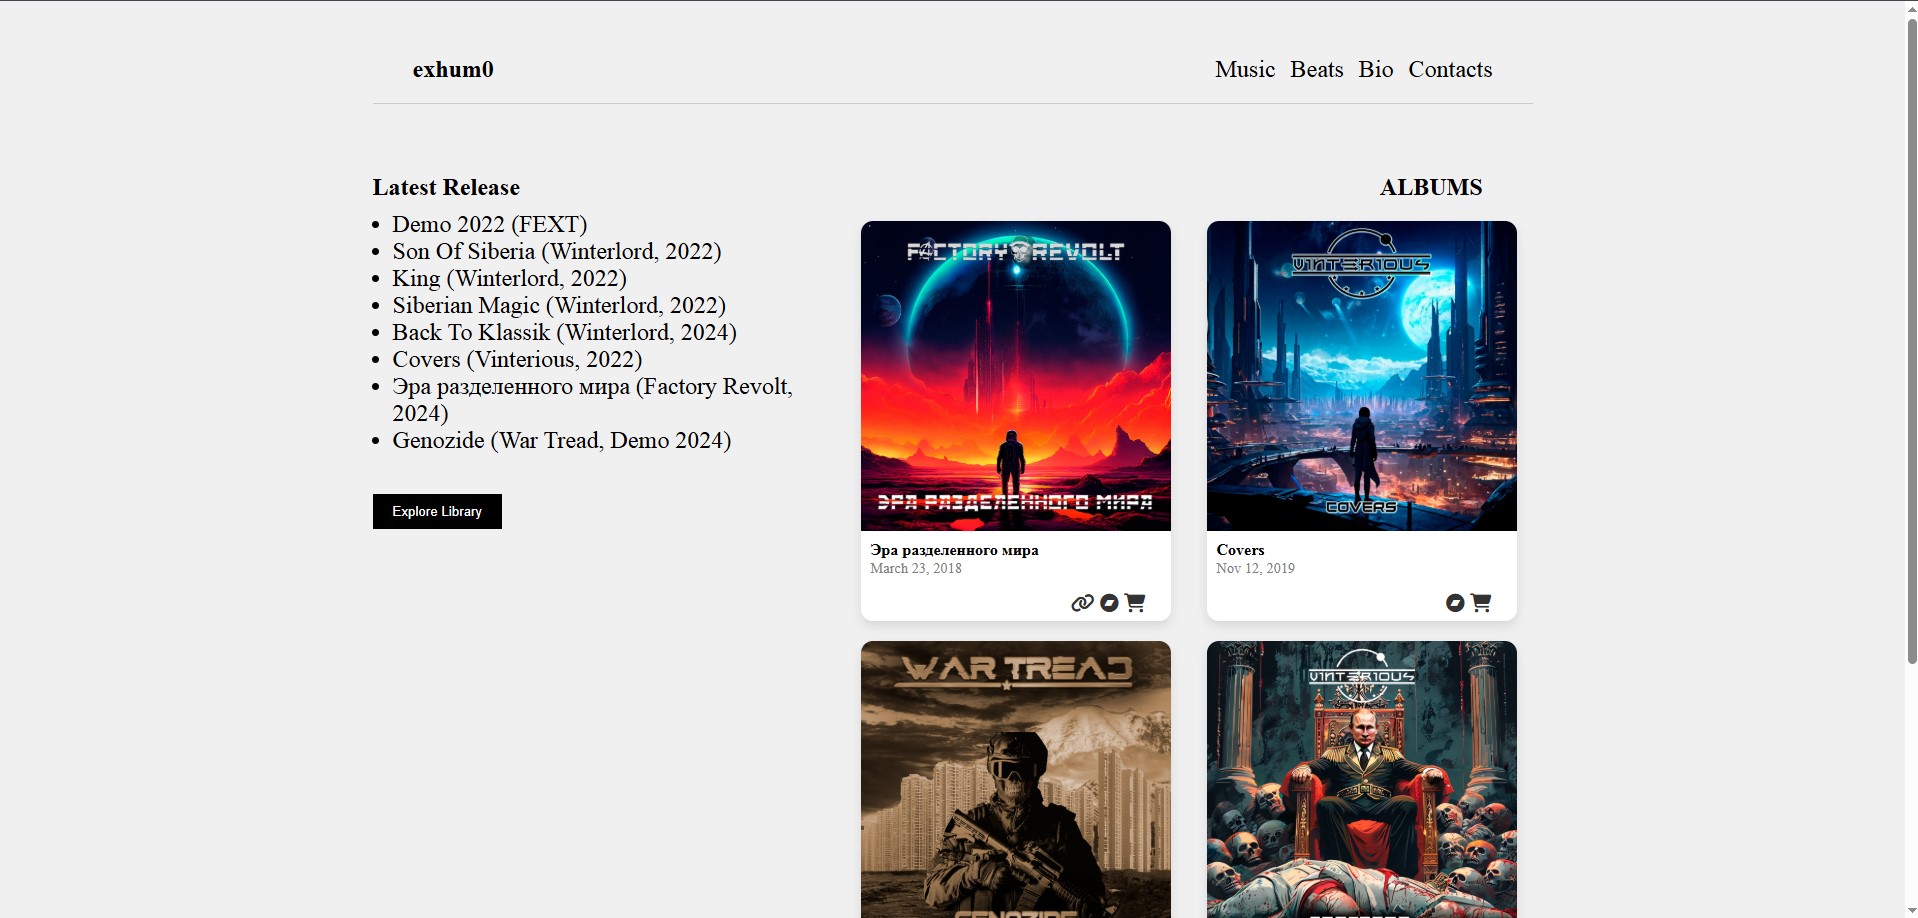 exhum0
Music Beats Bio Contacts
Latest Release
Demo 2022 (FEXT)
Son Of Siberia (Winterlord, 2022)
King (Winterlord, 2022)
Siberian Magic (Winterlord, 2022)
Back To Klassik (Winterlord, 2024)
Covers (Vinterious, 2022)
Эра разделенного мира (Factory Revolt,
2024)
Genozide (War Tread, Demo 2024)
Explore Library
ALBUMS
FACTORY REVOLT
ЭРА РАЗДЕЛЕННОГО МИРА
Эра разделенного мира
March 23, 2018
VINTERIOUS
COVERS
Covers
Nov 12, 2019
WAR TREAD
GENOZIDE
VINTERIOUS